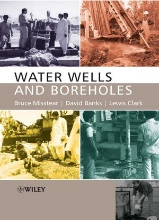 WATER WELLS
AND BOREHOLES
Bruce Misstear | David Banks | Lewis Clark
WILEY